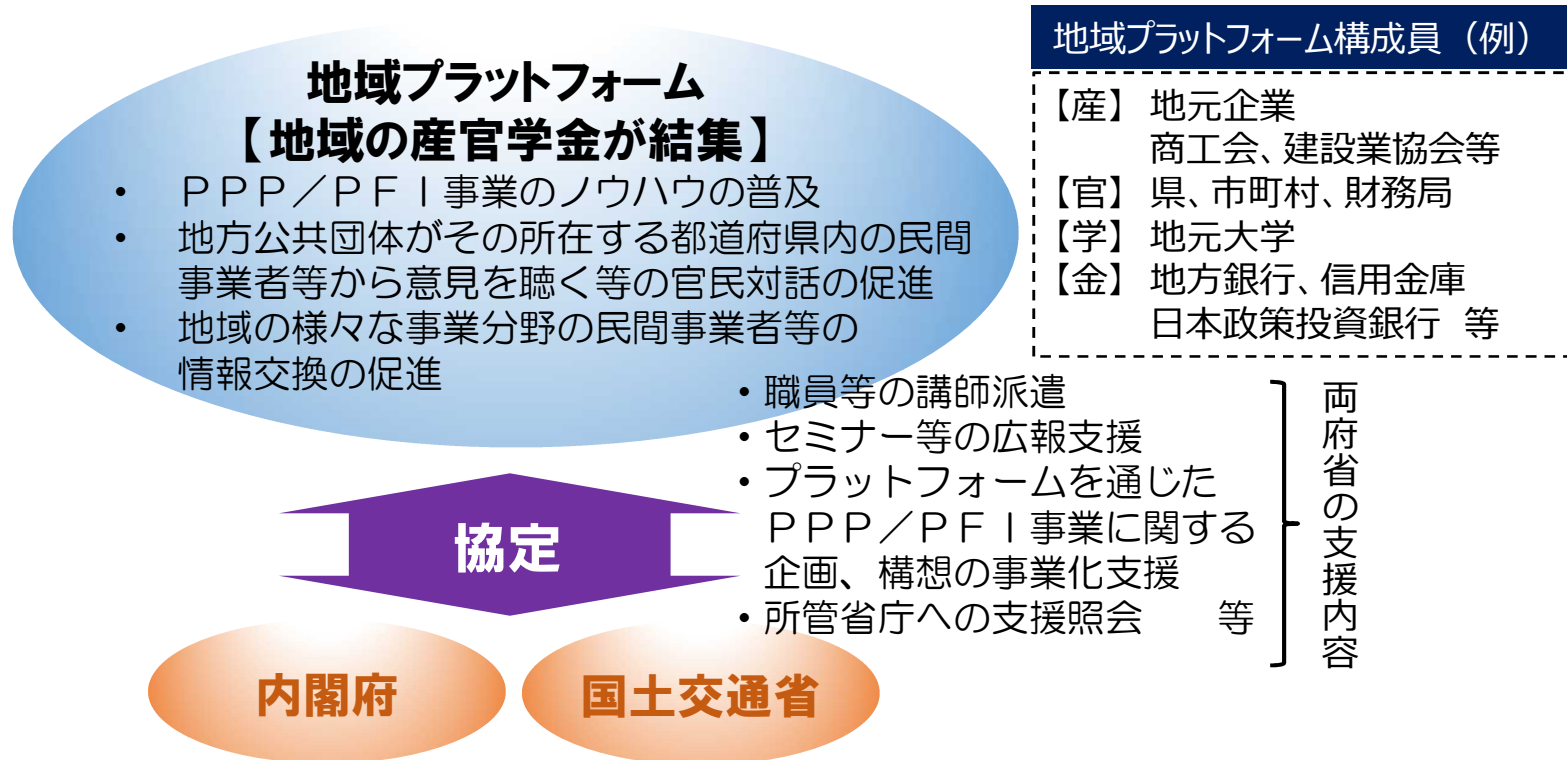 地域プラットフォーム
【地域の産官学金が結集】
・ ＰＰＰ／ＰＦＩ事業のノウハウの普及
・ 地方公共団体がその所在する都道府県内の民間
事業者等から意見を聴く等の官民対話の促進
・ 地域の様々な事業分野の民間事業者等の
情報交換の促進
地域プラットフォーム構成員（例）
【産】 地元企業
商工会、建設業協会等
【官】 県、市町村、財務局
【学】 地元大学
【金】 地方銀行、信用金庫
日本政策投資銀行 等
・職員等の講師派遣
・セミナー等の広報支援
・プラットフォームを通じた
ＰＰＰ／ＰＦＩ事業に関する
企画、構想の事業化支援
・所管省庁への支援照会　　等
両府省の支援内容
協定
内閣府
国土交通省